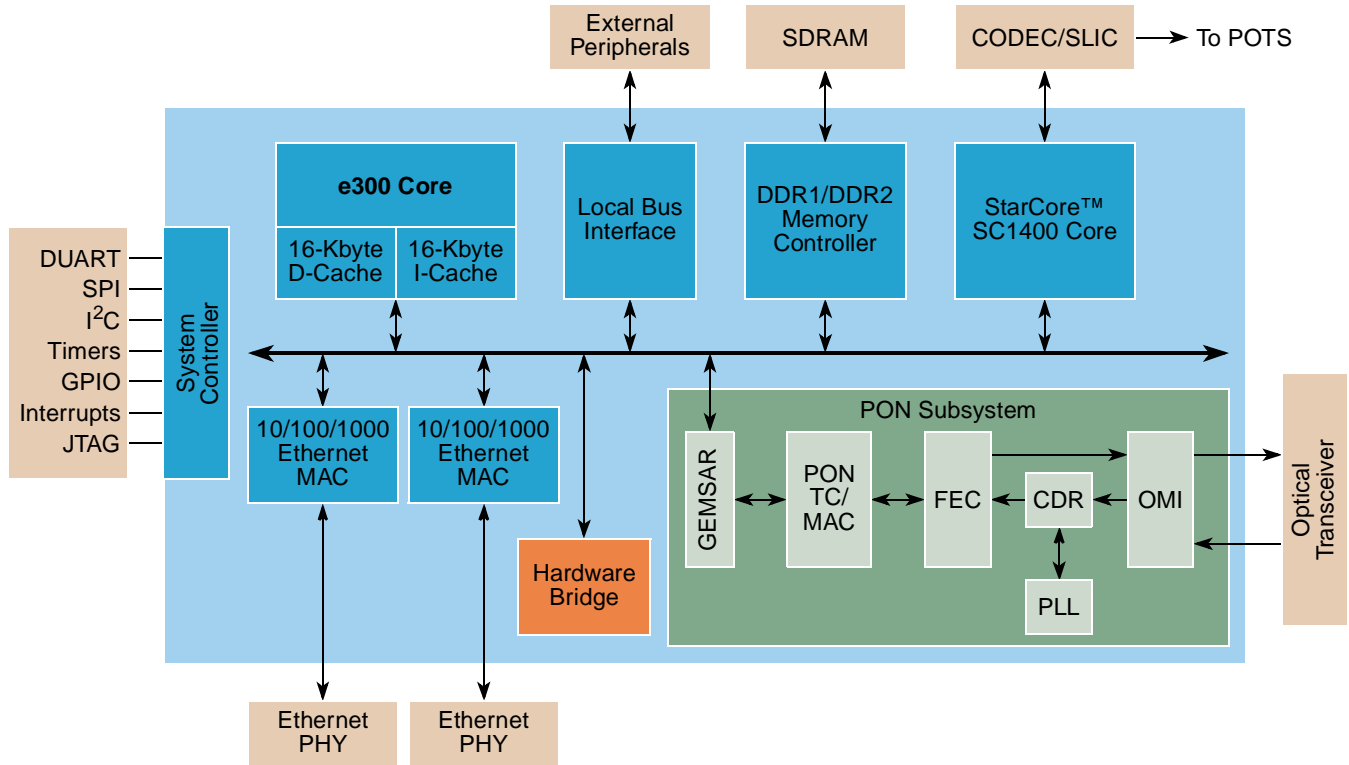 External
Peripherals
SDRAM
CODEC/SLIC
To POTS
e300 Core
16-Kbyte
D-Cache
16-Kbyte
I-Cache
Local Bus
Interface
DDR1/DDR2
Memory
Controller
StarCore™
SC1400 Core
DUART
SPI
I²C
Timers
GPIO
Interrupts
JTAG
System
Controller
10/100/1000
Ethernet
MAC
10/100/1000
Ethernet
MAC
Hardware
Bridge
PON Subsystem
GEMSAR
PON
TC/
MAC
FEC
CDR
OMI
PLL
Optical
Transceiver
Ethernet
PHY
Ethernet
PHY